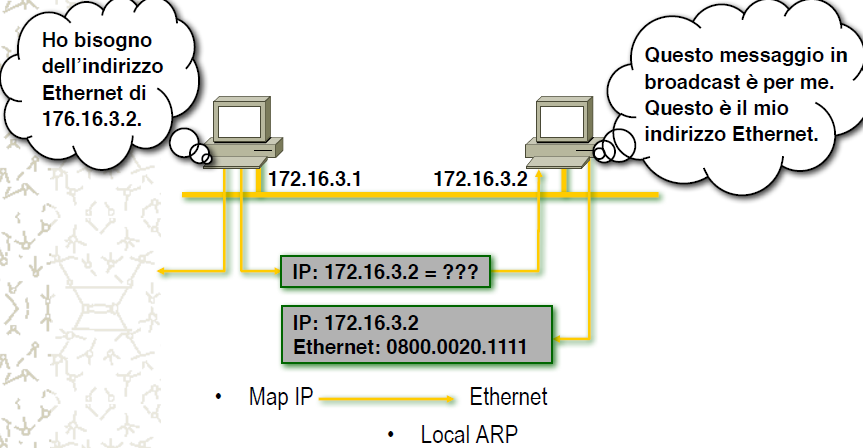 Ho bisogno
dell'indirizzo
Ethernet di
176.16.3.2.
Questo messaggio in
broadcast è per me.
Questo è il mio
indirizzo Ethernet.
172.16.3.1
172.16.3.2
IP: 172.16.3.2 = ???
IP: 172.16.3.2
Ethernet: 0800.0020.1111
• Map IP Ethernet
• Local ARP